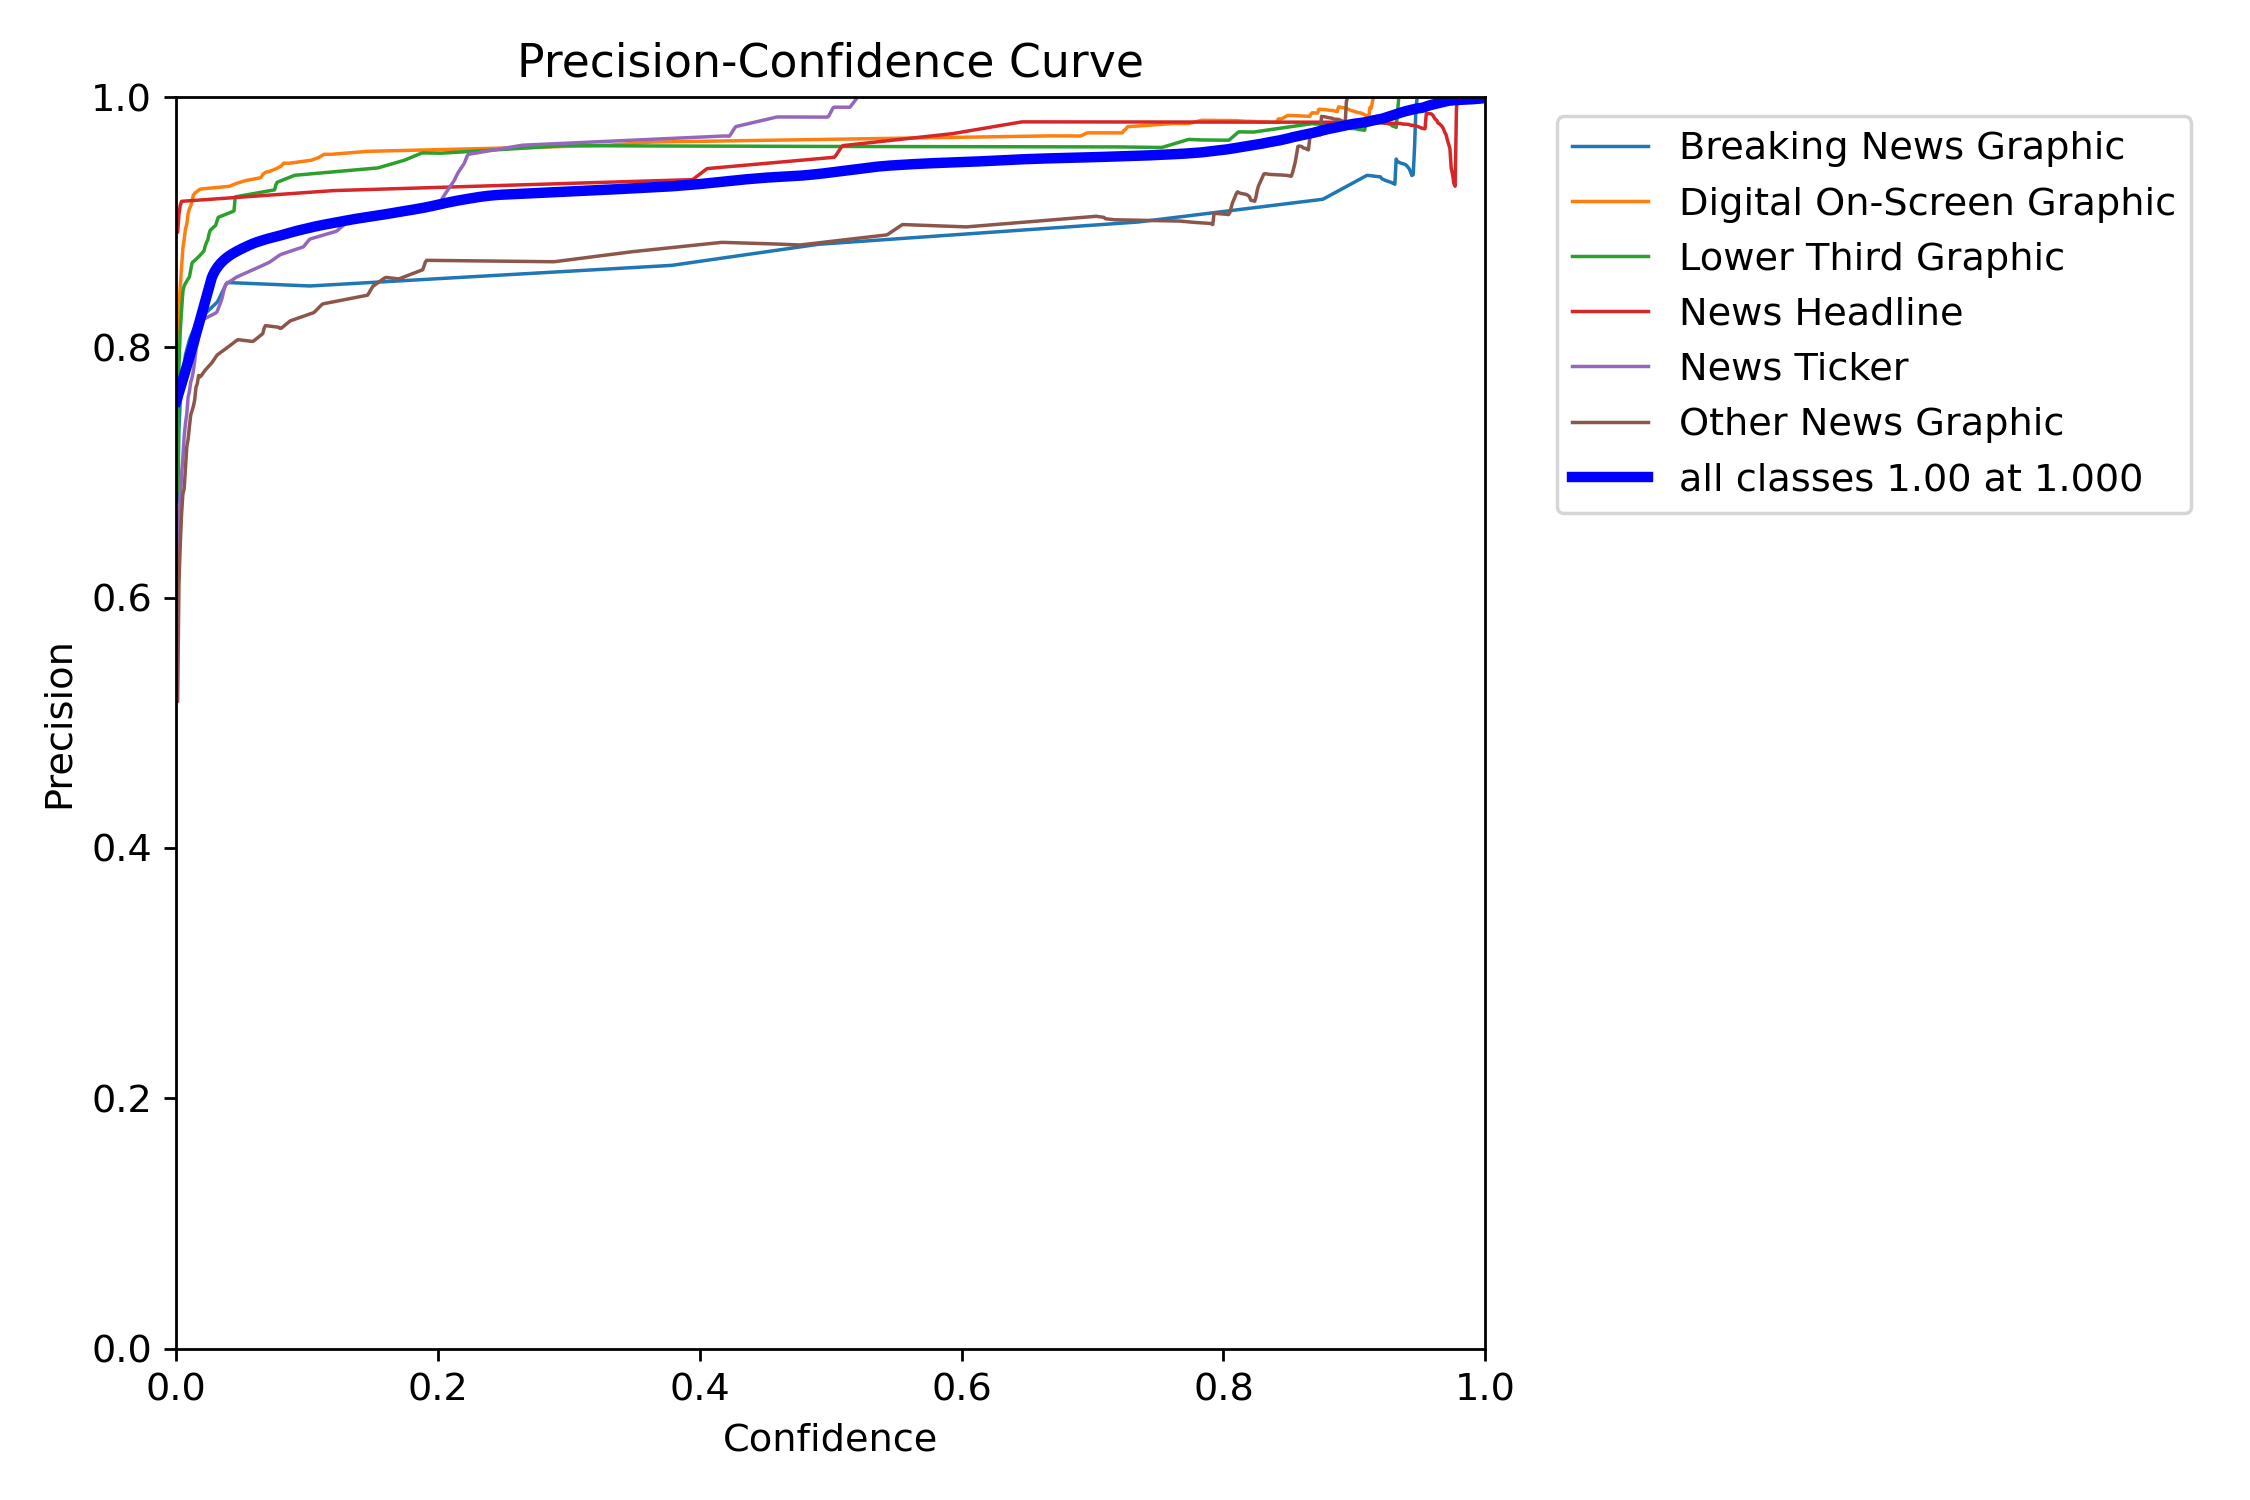 Precision-Confidence Curve
1.0
0.8
0.6
0.4
0.2
0.0
0.0 0.2 0.4 0.6 0.8 1.0
Precision
Confidence
Breaking News Graphic
Digital On-Screen Graphic
Lower Third Graphic
News Headline
News Ticker
Other News Graphic
all classes 1.00 at 1.000